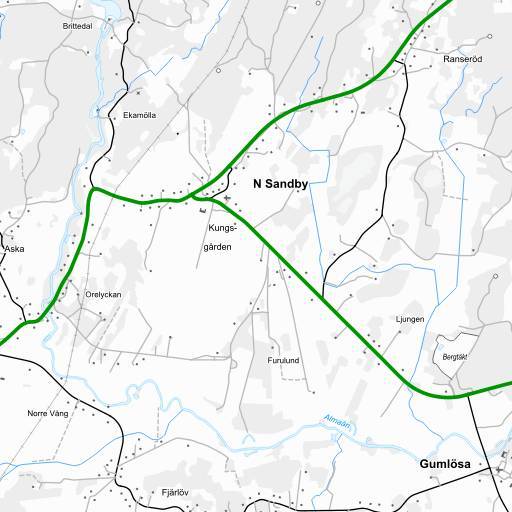 Brittedal
Ranseröd
Ekamölla
N Sandby
Kungs-
gården
Aska
Orelyckan
Ljungen
Bergtäkt
Furulund
Norre Vång
Almaån
Gumlösa
Fjärlöv